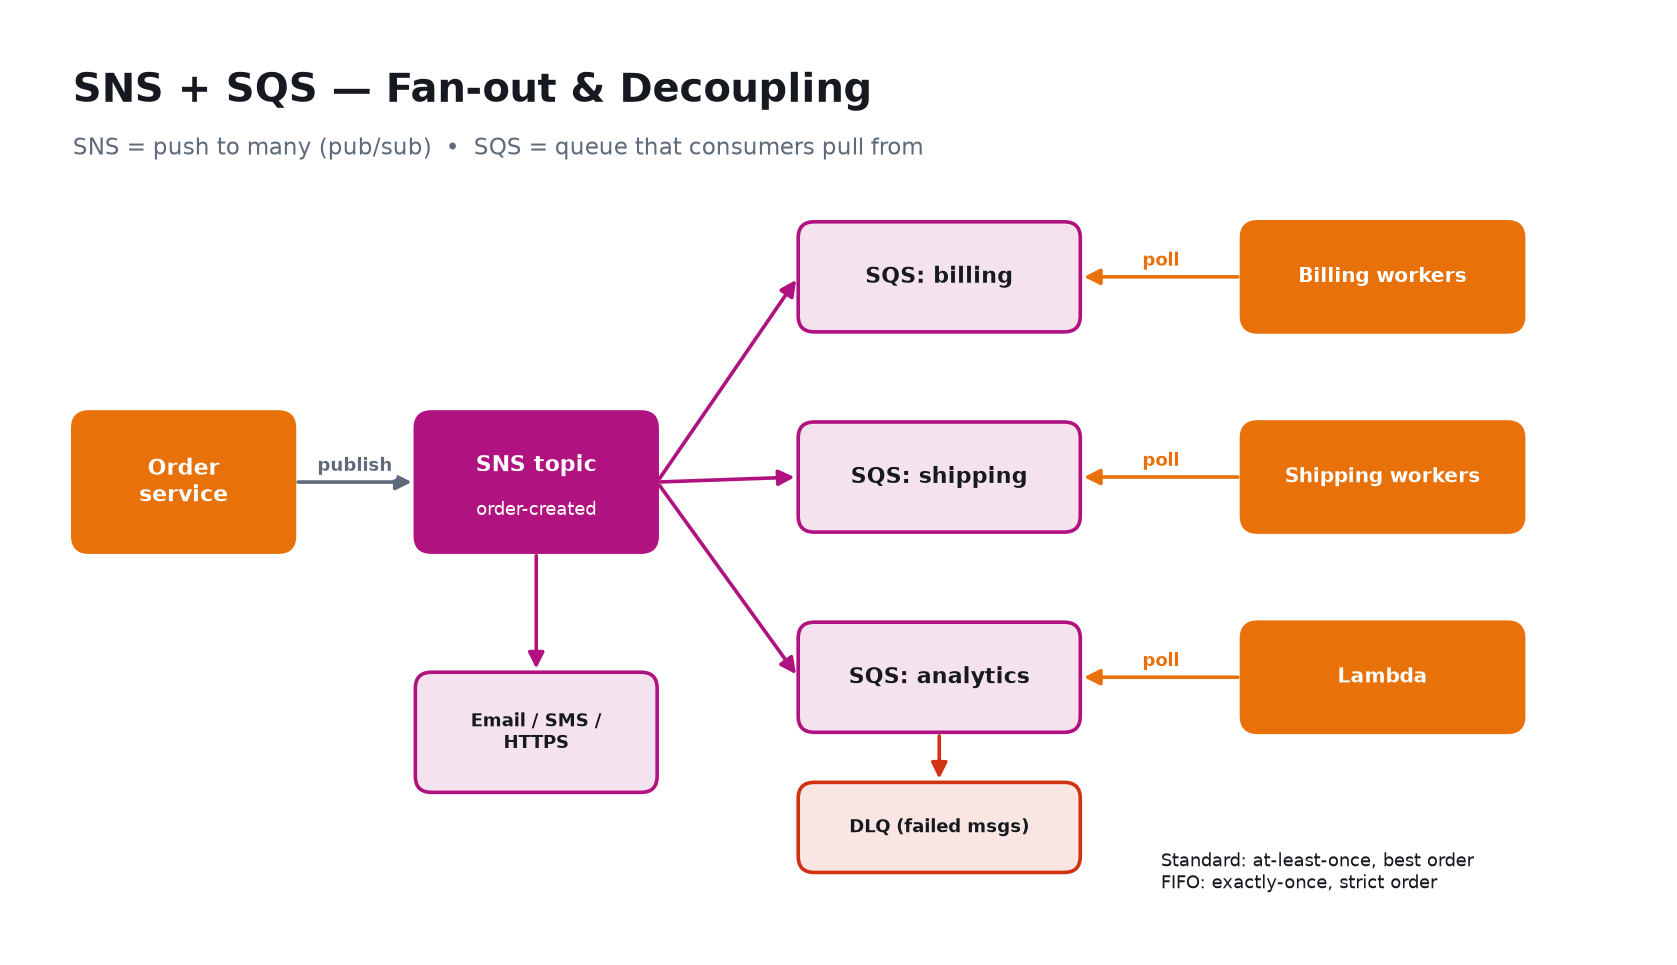 SNS + SQS — Fan-out & Decoupling
SNS = push to many (pub/sub)  •  SQS = queue that consumers pull from
SQS: billing
poll
Billing workers
Order
service
publish
SNS topic
order-created
SQS: shipping
poll
Shipping workers
Email / SMS /
HTTPS
SQS: analytics
poll
Lambda
DLQ (failed msgs)
Standard: at-least-once, best order
FIFO: exactly-once, strict order